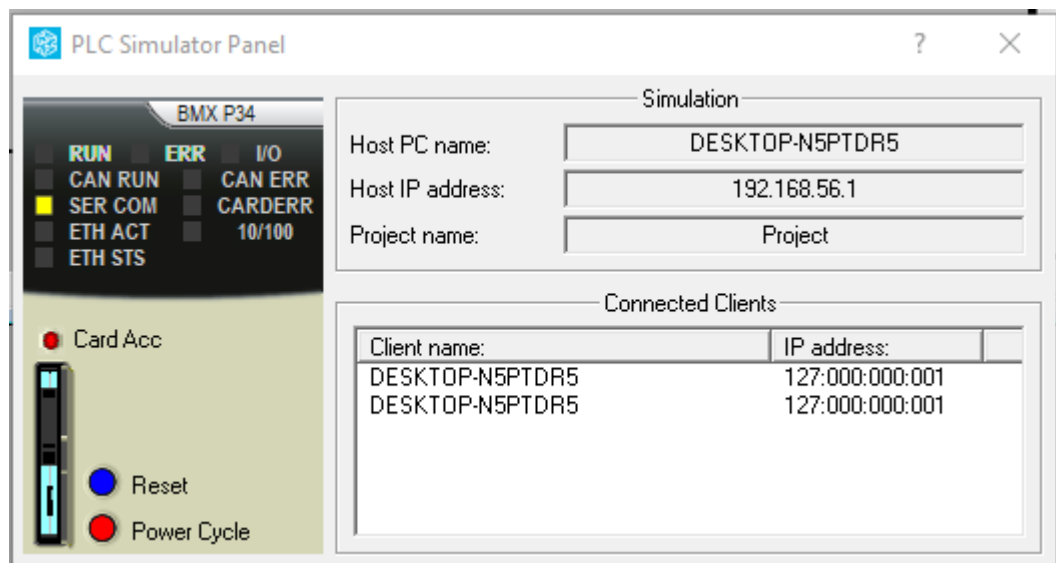 PLC Simulator Panel
?
BMX P34
RUN ERR I/O
CAN RUN CAN ERR
SER COM CARDERR
ETH ACT 10/100
ETH STS
Card Acc
Reset
Power Cycle
Simulation
Host PC name: DESKTOP-N5PTDR5
Host IP address: 192.168.56.1
Project name: Project
Connected Clients
Client name: IP address:
DESKTOP-N5PTDR5 127:000:000:001
DESKTOP-N5PTDR5 127:000:000:001